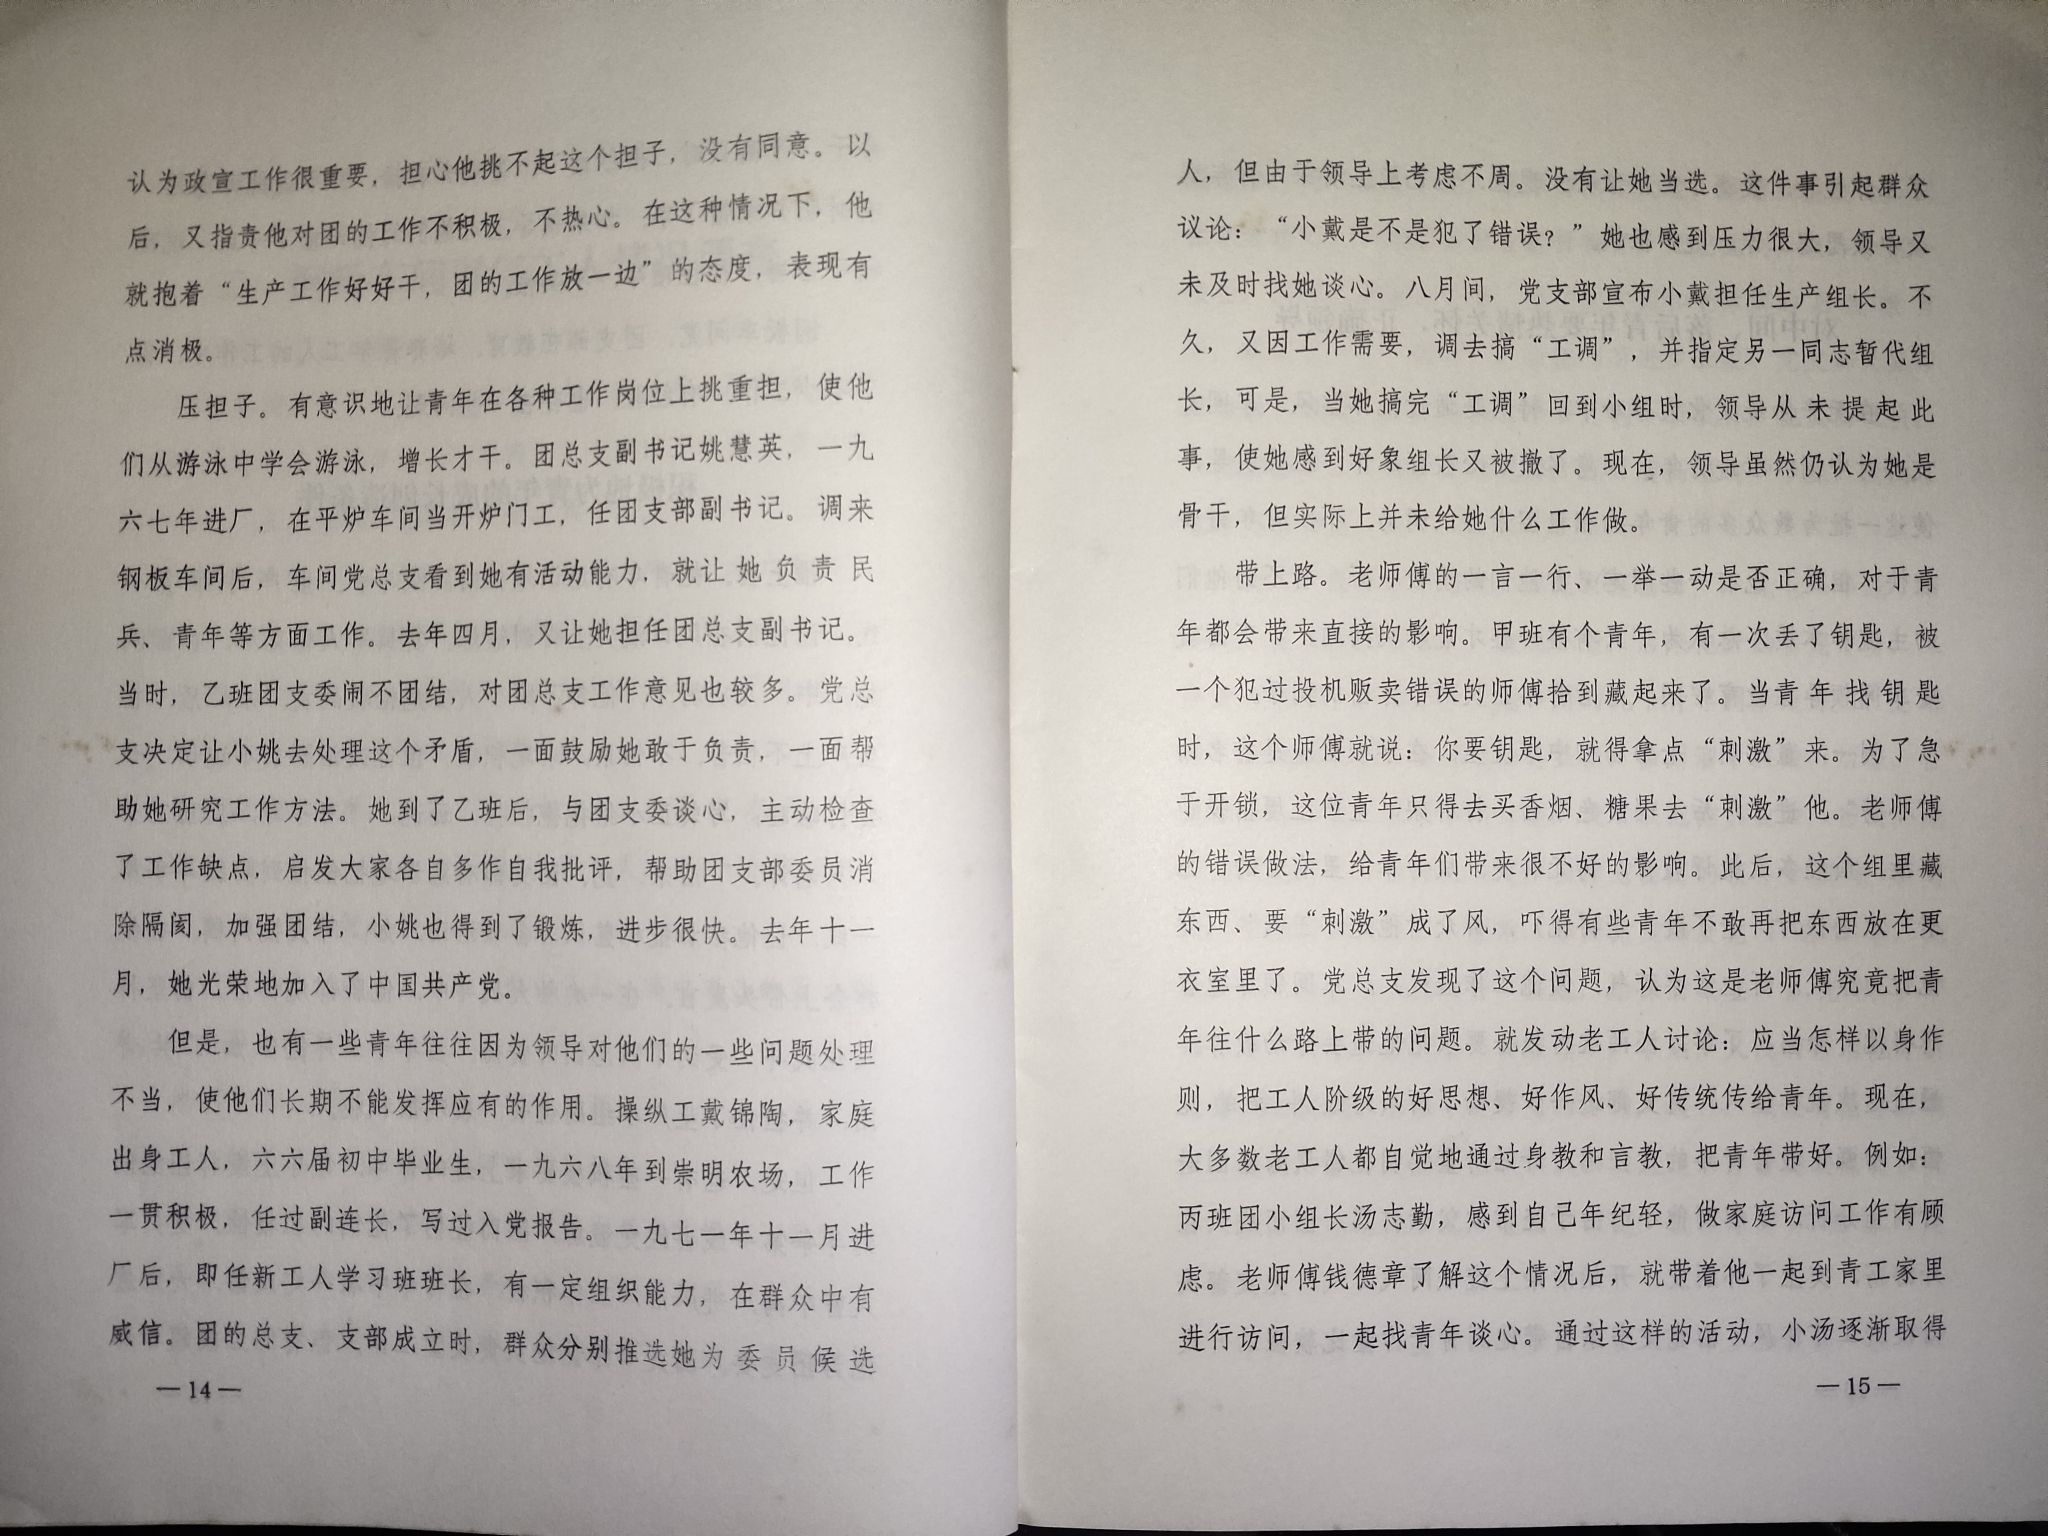 认为政宣工作很重要，担心他挑不起这个担子，没有同意。以
后，又指责他对团的工作不积极，不热心。在这种情况下，他
就抱着“生产工作好好干，团的工作放一边”的态度，表现有
点消极。
压担子。有意识地让青年在各种工作岗位上挑重担，使他
们从游泳中学会游泳，增长才干。团总支副书记姚慧英，一九
六七年进厂，在平炉车间当开炉门工，任团支部副书记。调来
钢板车间后，车间党总支看到她有活动能力，就让她负责民
兵、青年等方面工作。去年四月，又让她担任团总支副书记。
当时，乙班团支委闹不团结，对团总支工作意见也较多。党总
支决定让小姚去处理这个矛盾，一面鼓励她敢于负责，一面帮
助她研究工作方法。她到了乙班后，与团支委谈心，主动检查
了工作缺点，启发大家各自多作自我批评，帮助团支部委员消
除隔阂，加强团结，小姚也得到了锻炼，进步很快。去年十一
月，她光荣地加入了中国共产党。
但是，也有一些青年往往因为领导对他们的一些问题处理
不当，使他们长期不能发挥应有的作用。操纵工戴锦陶，家庭
出身工人，六六届初中毕业生，一九六八年到崇明农场，工作
一贯积极，任过副连长，写过入党报告。一九七一年十一月进
厂后，即任新工人学习班班长，有一定组织能力，在群众中有
威信。团的总支、支部成立时，群众分别推选她为委员候选
—14—
人，但由于领导上考虑不周。没有让她当选。这件事引起群众
议论：“小戴是不是犯了错误？”她也感到压力很大，领导又
未及时找她谈心。八月间，党支部宣布小戴担任生产组长。不
久，又因工作需要，调去搞“工调”，并指定另一同志暂代组
长，可是，当她搞完“工调”回到小组时，领导从未提起此
事，使她感到好象组长又被撤了。现在，领导虽然仍认为她是
骨干，但实际上并未给她什么工作做。
带上路。老师傅的一言一行、一举一动是否正确，对于青
年都会带来直接的影响。甲班有个青年，有一次丢了钥匙，被
一个犯过投机贩卖错误的师傅拾到藏起来了。当青年找钥匙
时，这个师傅就说：你要钥匙，就得拿点“刺激”来。为了急
于开锁，这位青年只得去买香烟、糖果去“刺激”他。老师傅
的错误做法，给青年们带来很不好的影响。此后，这个组里藏
东西、要“刺激”成了风，吓得有些青年不敢再把东西放在更
衣室里了。党总支发现了这个问题，认为这是老师傅究竟把青
年往什么路上带的问题。就发动老工人讨论：应当怎样以身作
则，把工人阶级的好思想、好作风、好传统传给青年。现在，
大多数老工人都自觉地通过身教和言教，把青年带好。例如：
丙班团小组长汤志勤，感到自己年纪轻，做家庭访问工作有顾
虑。老师傅钱德章了解这个情况后，就带着他一起到青工家里
进行访问，一起找青年谈心。通过这样的活动，小汤逐渐取得
—15—